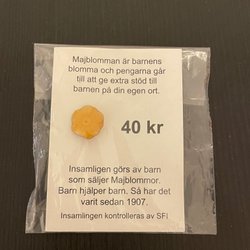 Majblomman är barnens
blomma och pengarna går
till att ge extra stöd till
barnen på din egen ort.
40 kr
Insamligen görs av barn
som säljer Majblommor.
Barn hjälper barn. Så har det
varit sedan 1907.
Insamlingen kontrolleras av SFI